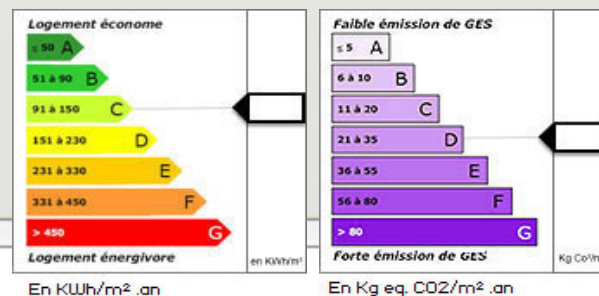 Logement économe
≤ 50 A
51 à 90 B
91 à 150 C
151 à 230 D
231 à 330 E
331 à 450 F
> 450 G
Logement énergivore
en KWh/m²
En KWh/m² .an
Faible émission de GES
≤ 5 A
6 à 10 B
11 à 20 C
21 à 35 D
36 à 55 E
56 à 80 F
> 80 G
Forte émission de GES
Kg Co²/m
En Kg eq. CO2/m² .an